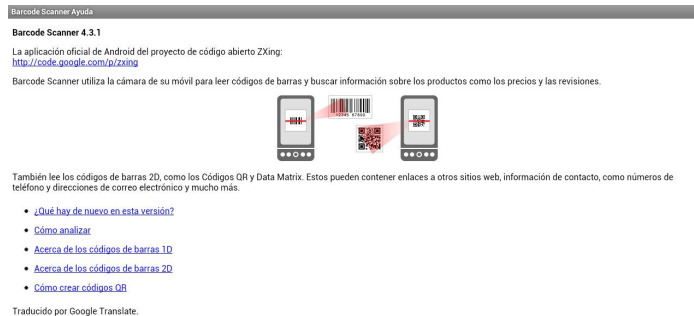 Barcode Scanner Ayuda
Barcode Scanner 4.3.1
La aplicación oficial de Android del proyecto de código abierto ZXing:
http://code.google.com/p/zxing
Barcode Scanner utiliza la cámara de su móvil para leer códigos de barras y buscar información sobre los productos como los precios y las revisiones.
12345 67890
También lee los códigos de barras 2D, como los Códigos QR y Data Matrix. Estos pueden contener enlaces a otros sitios web, información de contacto, como números de
teléfono y direcciones de correo electrónico y mucho más.
¿Qué hay de nuevo en esta versión?
Cómo analizar
Acerca de los códigos de barras 1D
Acerca de los códigos de barras 2D
Cómo crear códigos QR
Traducido por Google Translate.